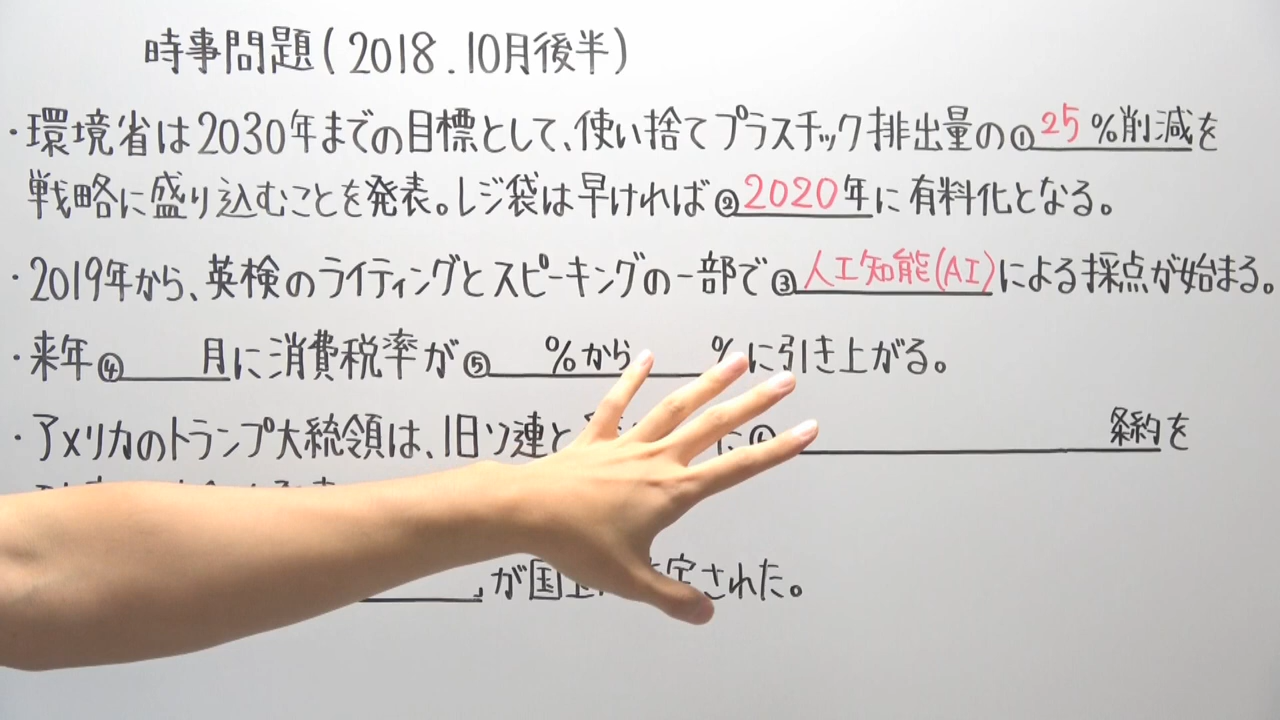 時事問題(2018.10月後半)
・環境省は2030年までの目標として、使い捨てプラスチック排出量の①25%削減を
戦略に盛り込むことを発表。レジ袋は早ければ②2020年に有料化となる。
・2019年から、英検のライティングとスピーキングの一部で③人工知能(AI)による採点が始まる。
・来年④ 月に消費税率が⑤ %から %に引き上がる。
・アメリカのトランプ大統領は、旧ソ連と に⑥ 条約を
が国 定された。